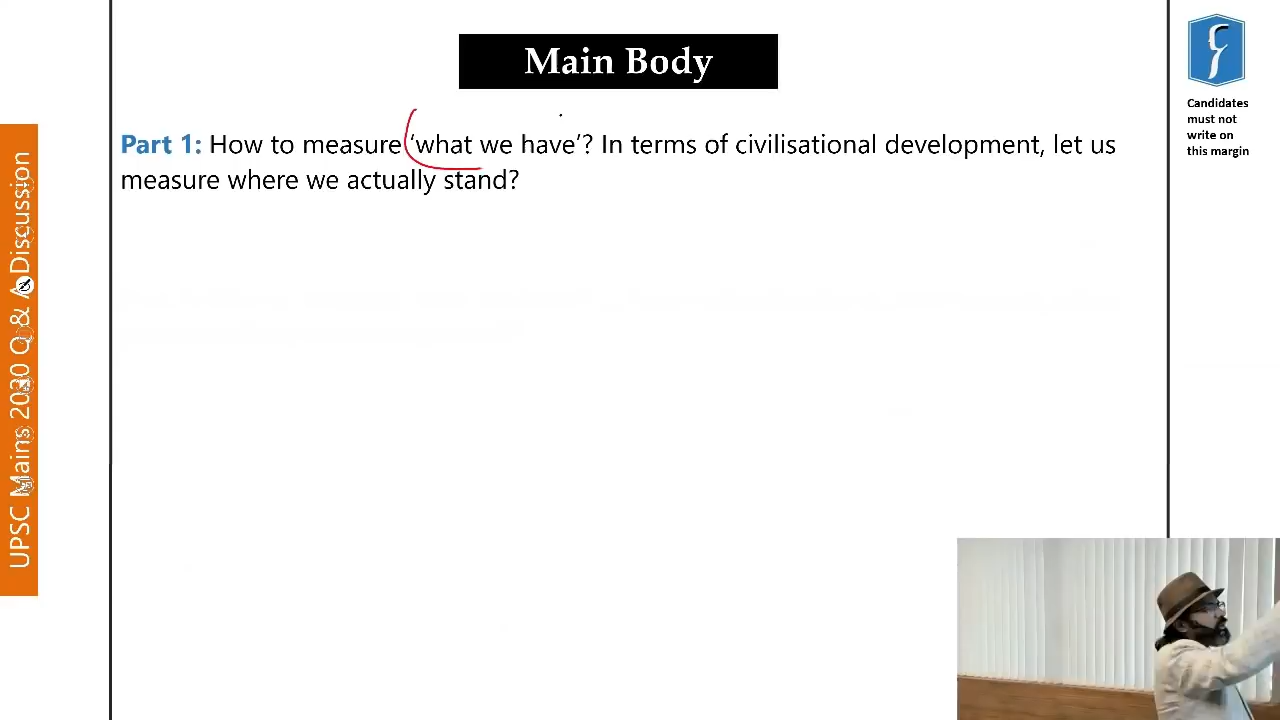 Main Body
Part 1: How to measure ‘what we have’? In terms of civilisational development, let us
measure where we actually stand?
Candidates
must not
write on
this margin
UPSC Mains 2020 Q & A Discussion